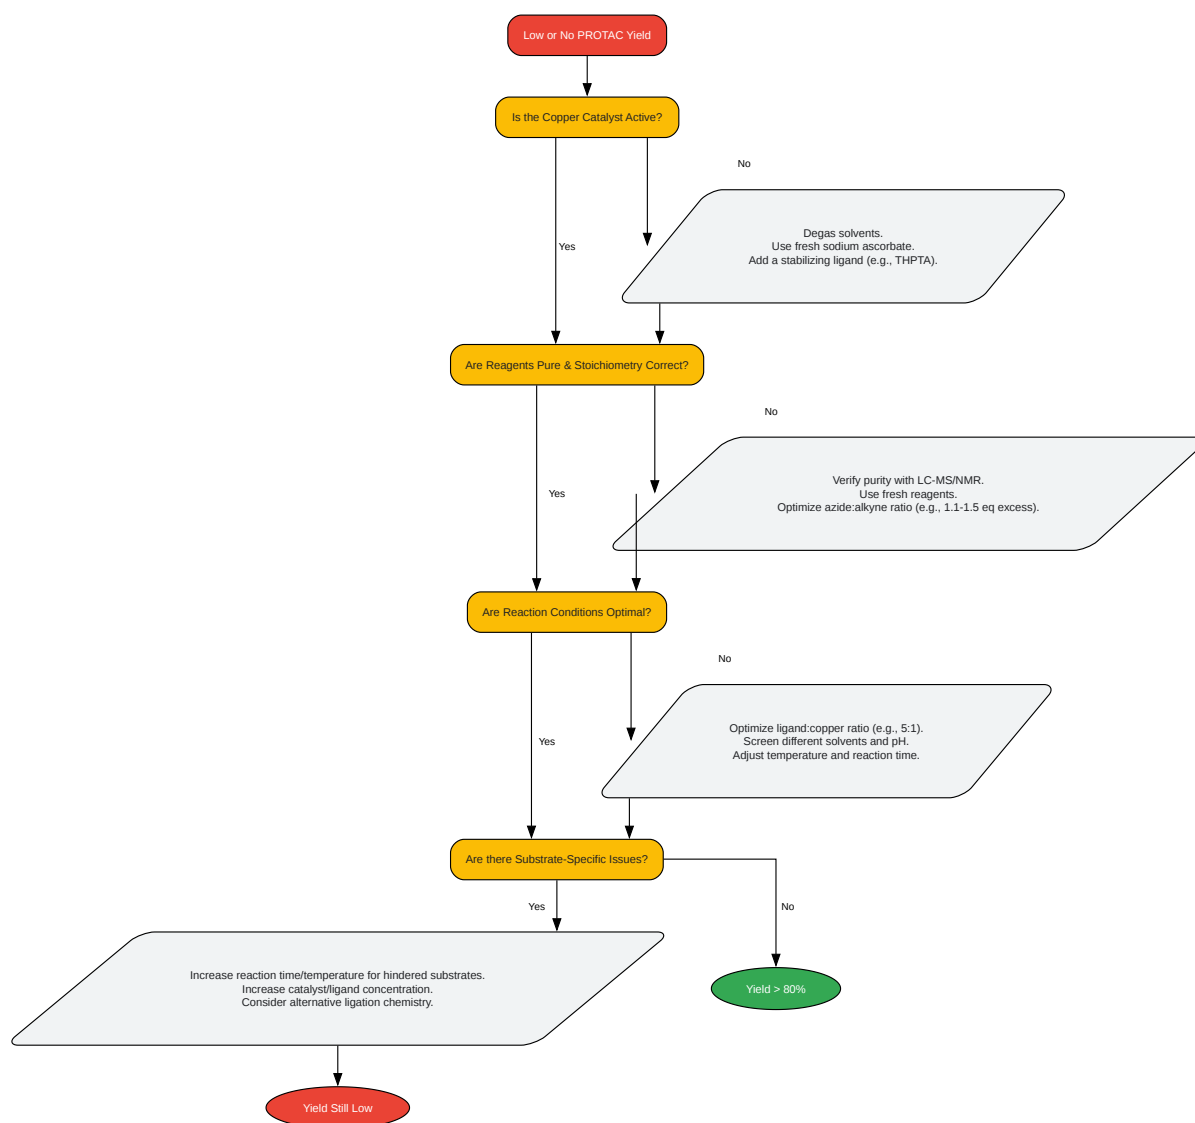 Low or No PROTAC Yield
Is the Copper Catalyst Active?
No
Degas solvents.
Use fresh sodium ascorbate.
Add a stabilizing ligand (e.g., THPTA).
Yes
Are Reagents Pure & Stoichiometry Correct?
No
Verify purity with LC-MS/NMR.
Use fresh reagents.
Optimize azide:alkyne ratio (e.g., 1.1-1.5 eq excess).
Yes
Are Reaction Conditions Optimal?
No
Optimize ligand:copper ratio (e.g., 5:1).
Screen different solvents and pH.
Adjust temperature and reaction time.
Yes
Are there Substrate-Specific Issues?
Yes
No
Increase reaction time/temperature for hindered substrates.
Increase catalyst/ligand concentration.
Consider alternative ligation chemistry.
Yield > 80%
Yield Still Low